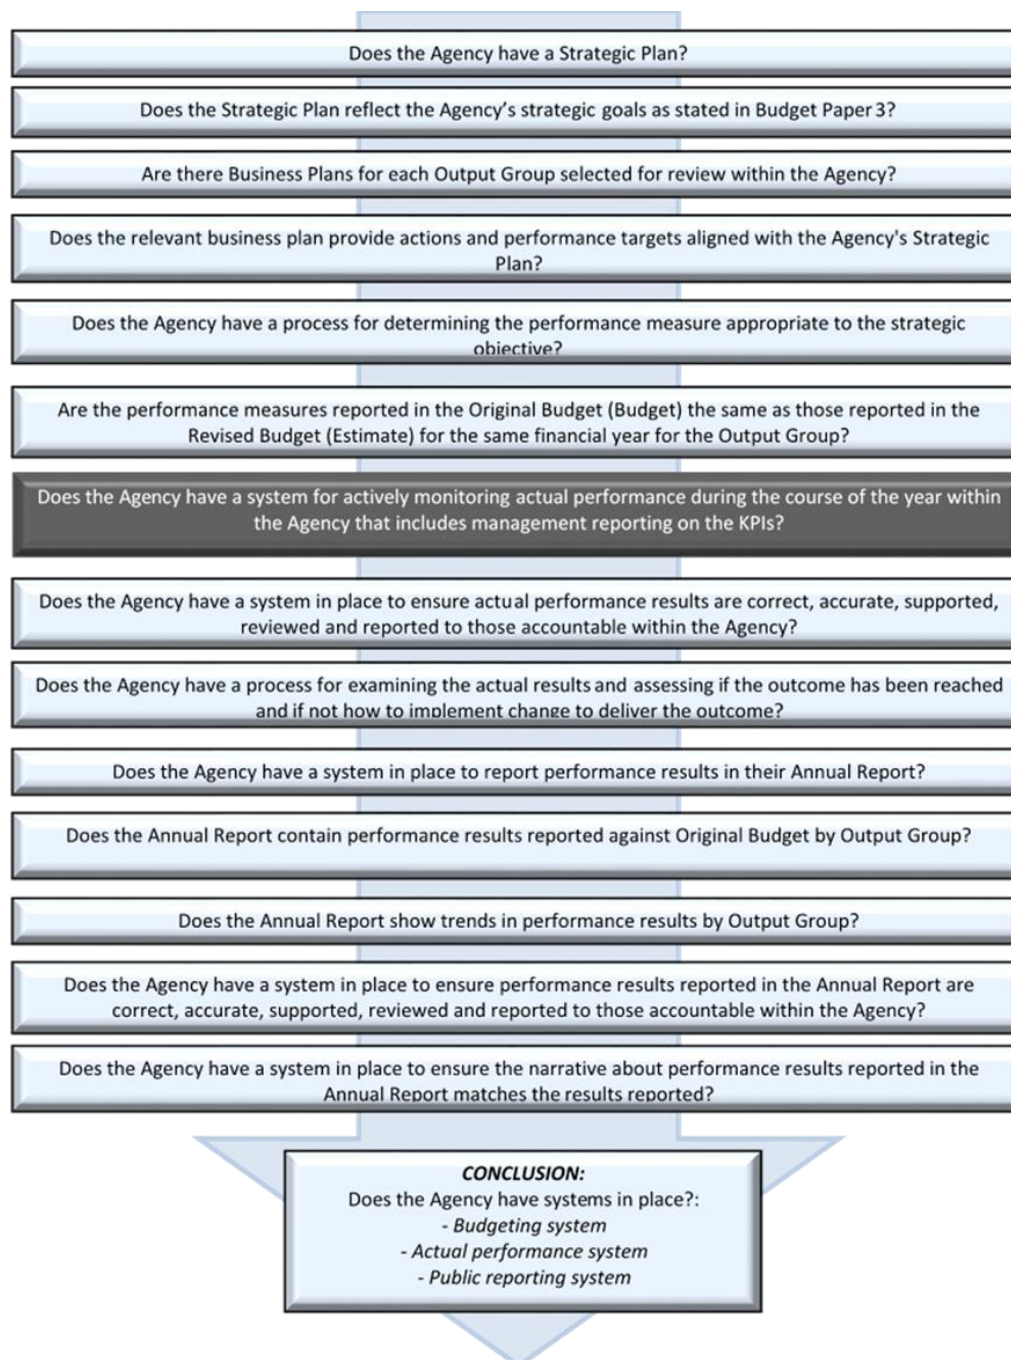 Does the Agency have a Strategic Plan?
Does the Strategic Plan reflect the Agency’s strategic goals as stated in Budget Paper 3?
Are there Business Plans for each Output Group selected for review within the Agency?
Does the relevant business plan provide actions and performance targets aligned with the Agency's Strategic
Plan?
Does the Agency have a process for determining the performance measure appropriate to the strategic
objective?
Are the performance measures reported in the Original Budget (Budget) the same as those reported in the
Revised Budget (Estimate) for the same financial year for the Output Group?
Does the Agency have a system for actively monitoring actual performance during the course of the year within
the Agency that includes management reporting on the KPIs?
Does the Agency have a system in place to ensure actual performance results are correct, accurate, supported,
reviewed and reported to those accountable within the Agency?
Does the Agency have a process for examining the actual results and assessing if the outcome has been reached
and if not how to implement change to deliver the outcome?
Does the Agency have a system in place to report performance results in their Annual Report?
Does the Annual Report contain performance results reported against Original Budget by Output Group?
Does the Annual Report show trends in performance results by Output Group?
Does the Agency have a system in place to ensure performance results reported in the Annual Report are
correct, accurate, supported, reviewed and reported to those accountable within the Agency?
Does the Agency have a system in place to ensure the narrative about performance results reported in the
Annual Report matches the results reported?
CONCLUSION:
Does the Agency have systems in place?:
- Budgeting system
- Actual performance system
- Public reporting system